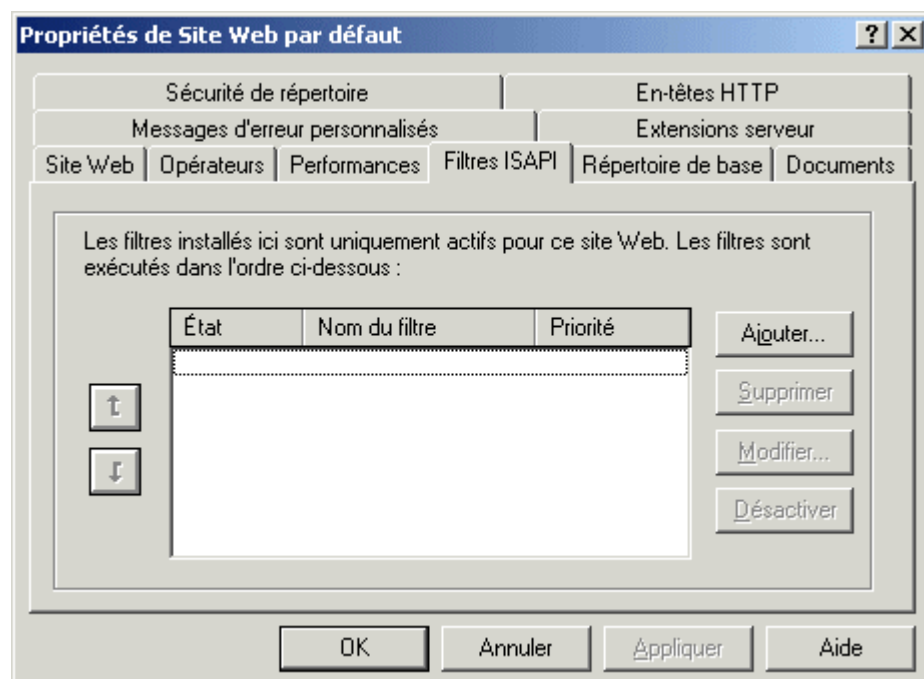 Propriétés de Site Web par défaut
Sécurité de répertoire
En-têtes HTTP
Messages d'erreur personnalisés
Extensions serveur
Site Web
Opérateurs
Performances
Filtres ISAPI
Répertoire de base
Documents
Les filtres installés ici sont uniquement actifs pour ce site Web. Les filtres sont
exécutés dans l'ordre ci-dessous :
État
Nom du filtre
Priorité
Ajouter...
Supprimer
Modifier...
Désactiver
OK
Annuler
Appliquer
Aide